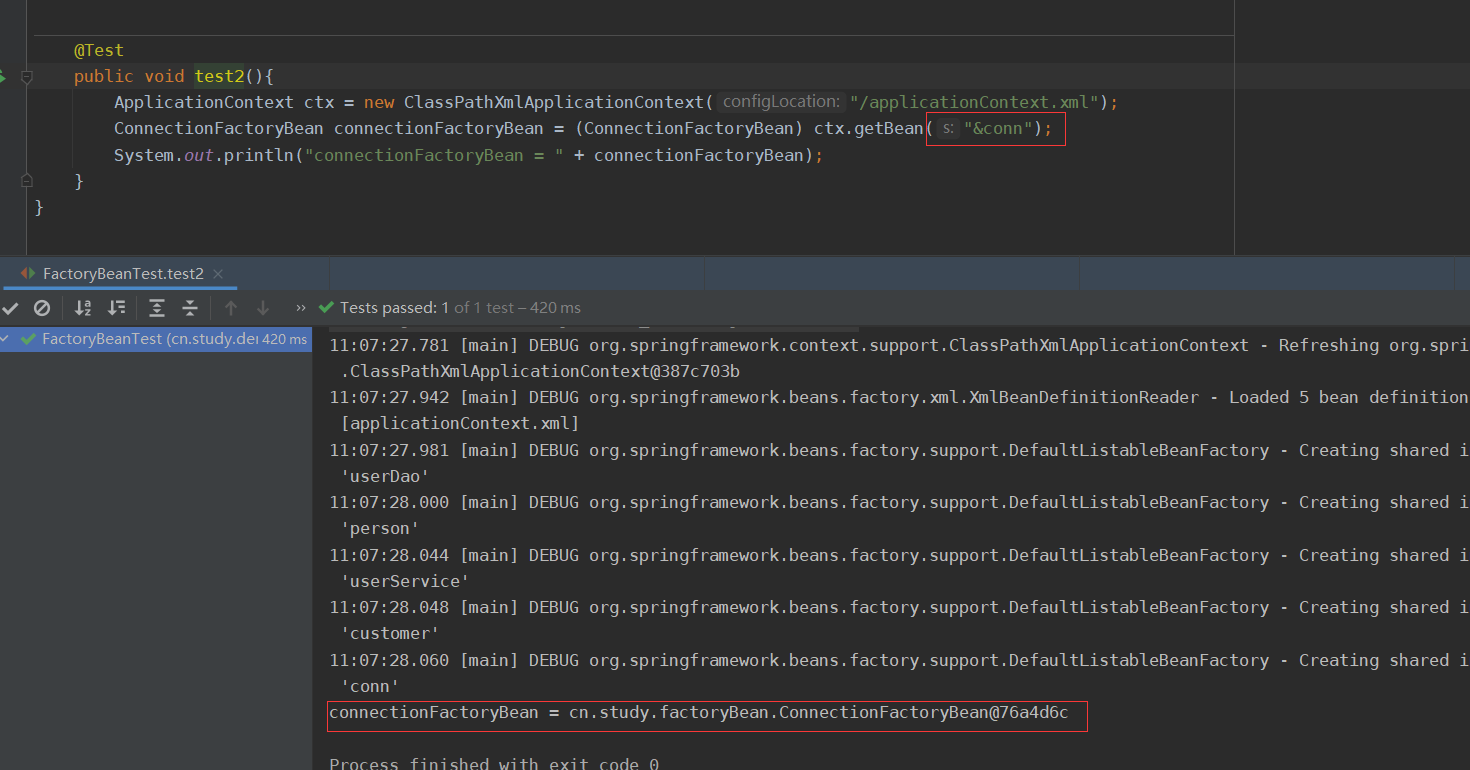 @Test
public void test2(){
ApplicationContext ctx = new ClassPathXmlApplicationContext( configLocation: "/applicationContext.xml");
ConnectionFactoryBean connectionFactoryBean = (ConnectionFactoryBean) ctx.getBean( s: "&conn");
System.out.println("connectionFactoryBean = " + connectionFactoryBean);
}
}
FactoryBeanTest.test2 ×
» Tests passed: 1 of 1 test – 420 ms
FactoryBeanTest (cn.study.de 420 ms
11:07:27.781 [main] DEBUG org.springframework.context.support.ClassPathXmlApplicationContext - Refreshing org.spri
.ClassPathXmlApplicationContext@387c703b
11:07:27.942 [main] DEBUG org.springframework.beans.factory.xml.XmlBeanDefinitionReader - Loaded 5 bean definition
[applicationContext.xml]
11:07:27.981 [main] DEBUG org.springframework.beans.factory.support.DefaultListableBeanFactory - Creating shared i
'userDao'
11:07:28.000 [main] DEBUG org.springframework.beans.factory.support.DefaultListableBeanFactory - Creating shared i
'person'
11:07:28.044 [main] DEBUG org.springframework.beans.factory.support.DefaultListableBeanFactory - Creating shared i
'userService'
11:07:28.048 [main] DEBUG org.springframework.beans.factory.support.DefaultListableBeanFactory - Creating shared i
'customer'
11:07:28.060 [main] DEBUG org.springframework.beans.factory.support.DefaultListableBeanFactory - Creating shared i
'conn'
connectionFactoryBean = cn.study.factoryBean.ConnectionFactoryBean@76a4d6c
Process finished with exit code 0